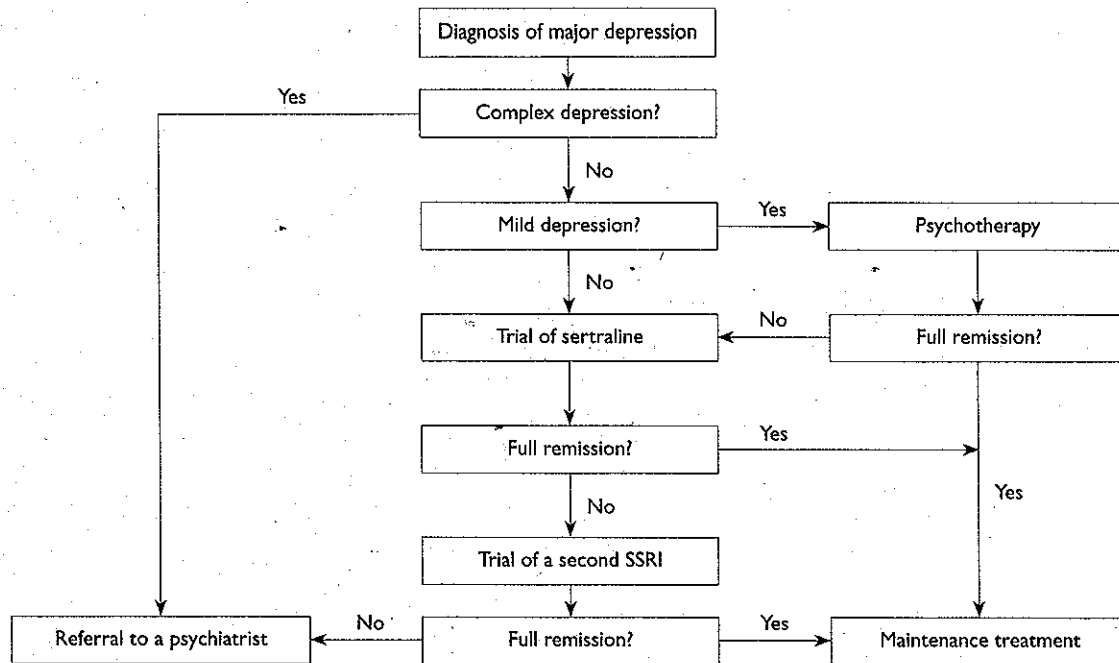 Diagnosis of major depression
Yes
Complex depression?
No
Mild depression?
Yes
Psychotherapy
No
Trial of sertraline
No
Full remission?
Full remission?
Yes
Yes
No
Trial of a second SSRI
Referral to a psychiatrist
No
Full remission?
Yes
Maintenance treatment